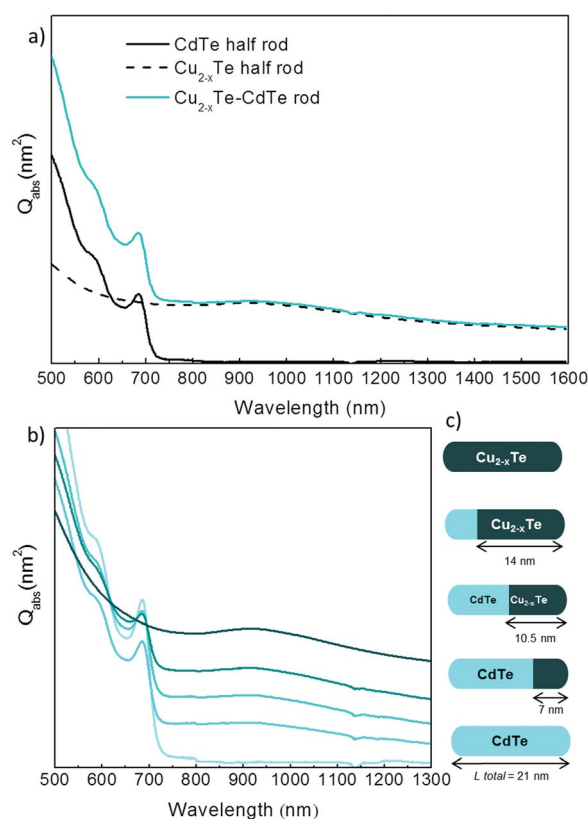 a)
CdTe half rod
Cu2-xTe half rod
Cu2-xTe-CdTe rod
Qabs(nm2)
500 600 700 800 900 1000 1100 1200 1300 1400 1500 1600
Wavelength (nm)
b)
Qabs(nm2)
500 600 700 800 900 1000 1100 1200 1300
Wavelength (nm)
c)
Cu2-xTe
Cu2-xTe
14 nm
CdTe Cu2-xTe
10.5 nm
CdTe
7 nm
CdTe
L total = 21 nm